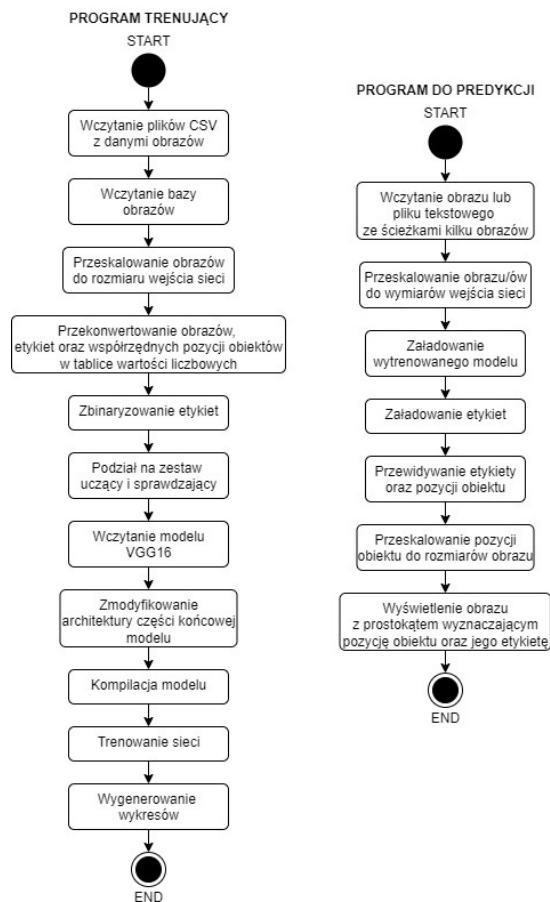 PROGRAM TRENUJĄCY
START
Wczytanie plików CSV
z danymi obrazów
Wczytanie bazy
obrazów
Przeskalowanie obrazów
do rozmiaru wejścia sieci
Przekonwertowanie obrazów,
etykiet oraz współrzędnych pozycji obiektów
w tablice wartości liczbowych
Zbinaryzowanie etykiet
Podział na zestaw
uczący i sprawdzający
Wczytanie modelu
VGG16
Zmodyfikowanie
architektury części końcowej
modelu
Kompilacja modelu
Trenowanie sieci
Wygenerowanie
wykresów
END
PROGRAM DO PREDYKCJI
START
Wczytanie obrazu lub
pliku tekstowego
ze ścieżkami kilku obrazów
Przeskalowanie obrazu/ów
do wymiarów wejścia sieci
Załadowanie
wytrenowanego modelu
Załadowanie etykiet
Przewidywanie etykiety
oraz pozycji obiektu
Przeskalowanie pozycji
obiektu do rozmiarów obrazu
Wyświetlenie obrazu
z prostokątem wyznaczającym
pozycję obiektu oraz jego etykietę
END